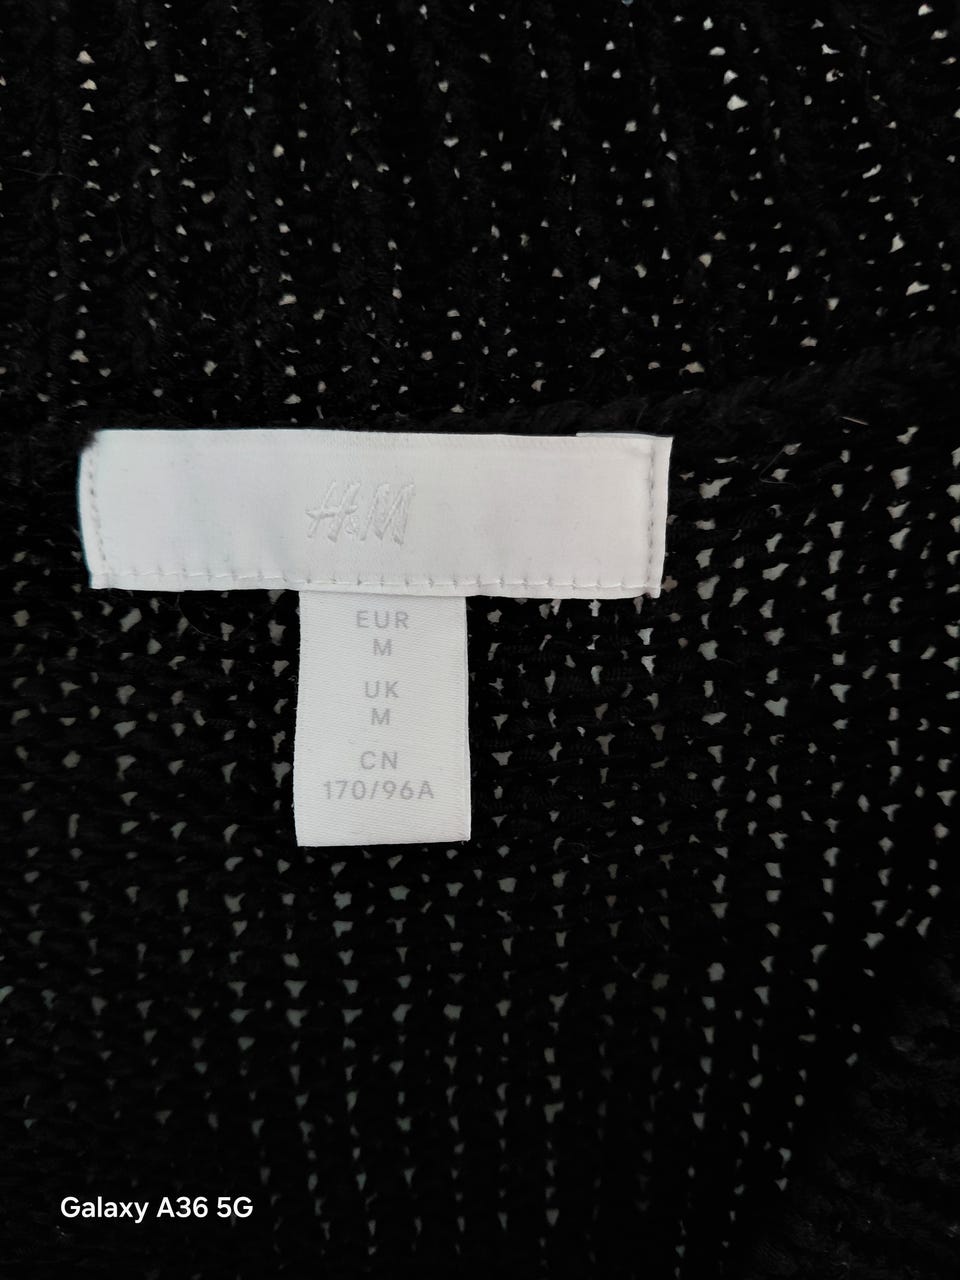 H&M
EUR
M
UK
M
CN
170/96A
Galaxy A36 5G